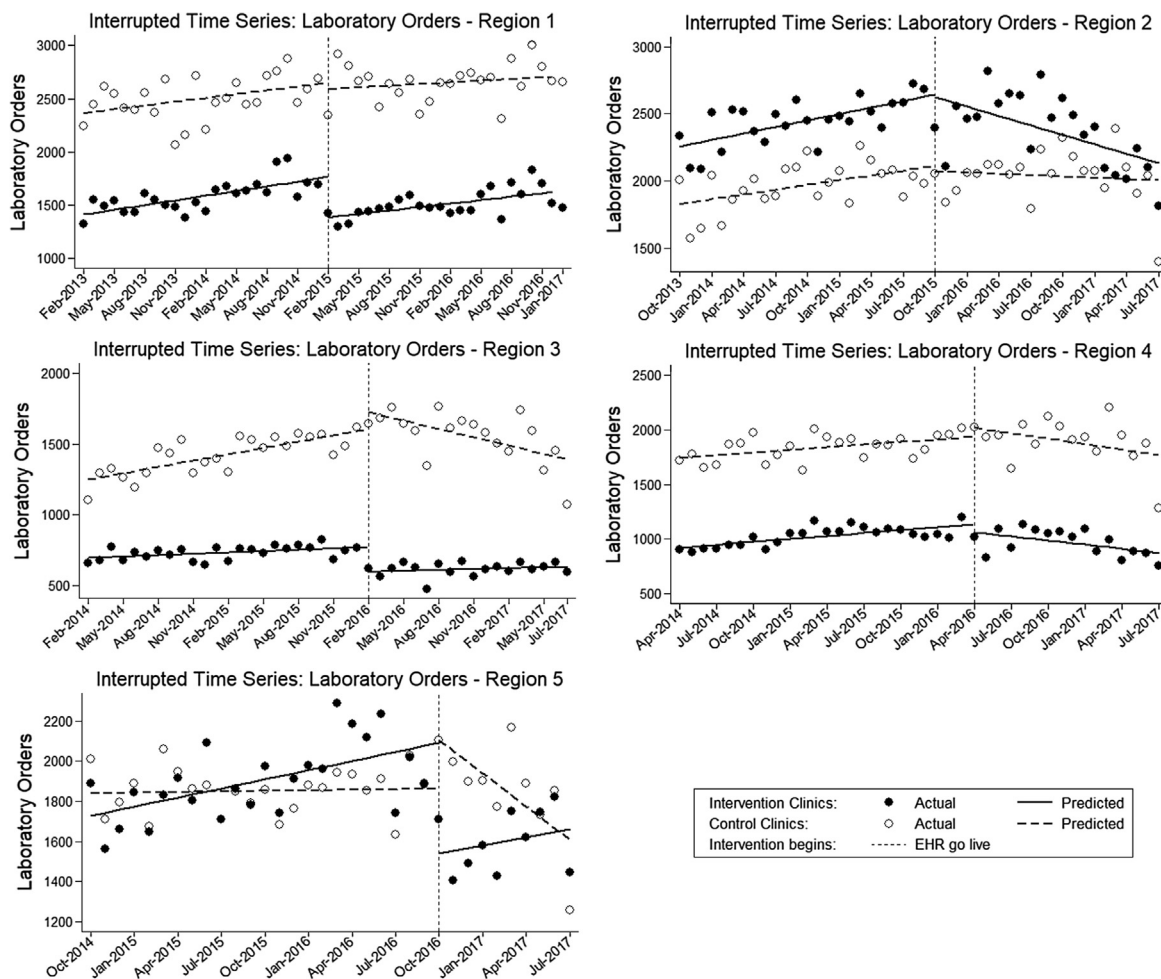 Interrupted Time Series: Laboratory Orders - Region 1
Laboratory Orders
3000
2500
2000
1500
1000
Feb-2013
May-2013
Aug-2013
Nov-2013
Feb-2014
May-2014
Aug-2014
Nov-2014
Feb-2015
May-2015
Aug-2015
Nov-2015
Feb-2016
May-2016
Aug-2016
Nov-2016
Jan-2017
Interrupted Time Series: Laboratory Orders - Region 2
Laboratory Orders
3000
2500
2000
1500
Oct-2013
Jan-2014
Apr-2014
Jul-2014
Oct-2014
Jan-2015
Apr-2015
Jul-2015
Oct-2015
Jan-2016
Apr-2016
Jul-2016
Oct-2016
Jan-2017
Apr-2017
Jul-2017
Interrupted Time Series: Laboratory Orders - Region 3
Laboratory Orders
2000
1500
1000
500
Feb-2014
May-2014
Aug-2014
Nov-2014
Feb-2015
May-2015
Aug-2015
Nov-2015
Feb-2016
May-2016
Aug-2016
Nov-2016
Feb-2017
May-2017
Jul-2017
Interrupted Time Series: Laboratory Orders - Region 4
Laboratory Orders
2500
2000
1500
1000
500
Apr-2014
Jul-2014
Oct-2014
Jan-2015
Apr-2015
Jul-2015
Oct-2015
Jan-2016
Apr-2016
Jul-2016
Oct-2016
Jan-2017
Apr-2017
Jul-2017
Interrupted Time Series: Laboratory Orders - Region 5
Laboratory Orders
2200
2000
1800
1600
1400
1200
Oct-2014
Jan-2015
Apr-2015
Jul-2015
Oct-2015
Jan-2016
Apr-2016
Jul-2016
Oct-2016
Jan-2017
Apr-2017
Jul-2017
Intervention Clinics: Actual Predicted
Control Clinics: Actual Predicted
Intervention begins: EHR go live